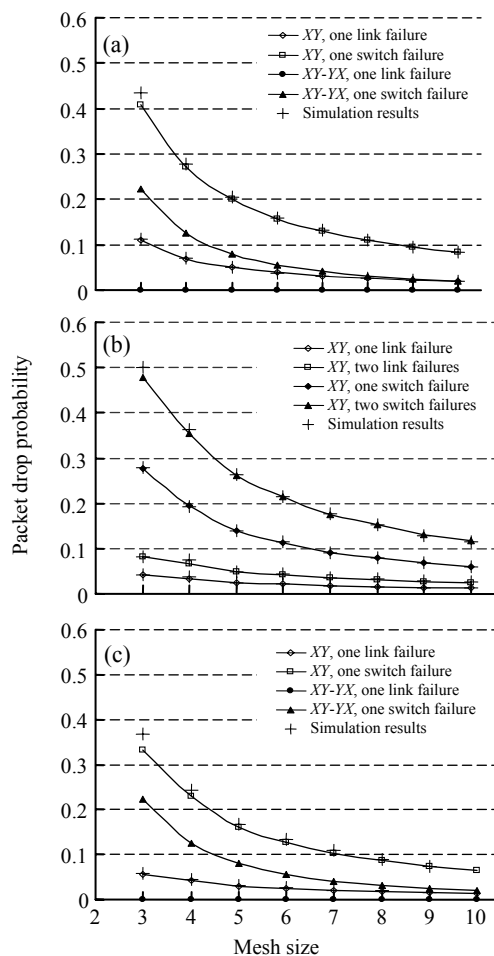 Packet drop probability
0.6
0.5
0.4
0.3
0.2
0.1
0
(a)
XY, one link failure
XY, one switch failure
XY-YX, one link failure
XY-YX, one switch failure
Simulation results
0.6
0.5
0.4
0.3
0.2
0.1
0
(b)
XY, one link failure
XY, two link failures
XY, one switch failure
XY, two switch failures
Simulation results
0.6
0.5
0.4
0.3
0.2
0.1
0
(c)
XY, one link failure
XY, one switch failure
XY-YX, one link failure
XY-YX, one switch failure
Simulation results
2 3 4 5 6 7 8 9 10
Mesh size